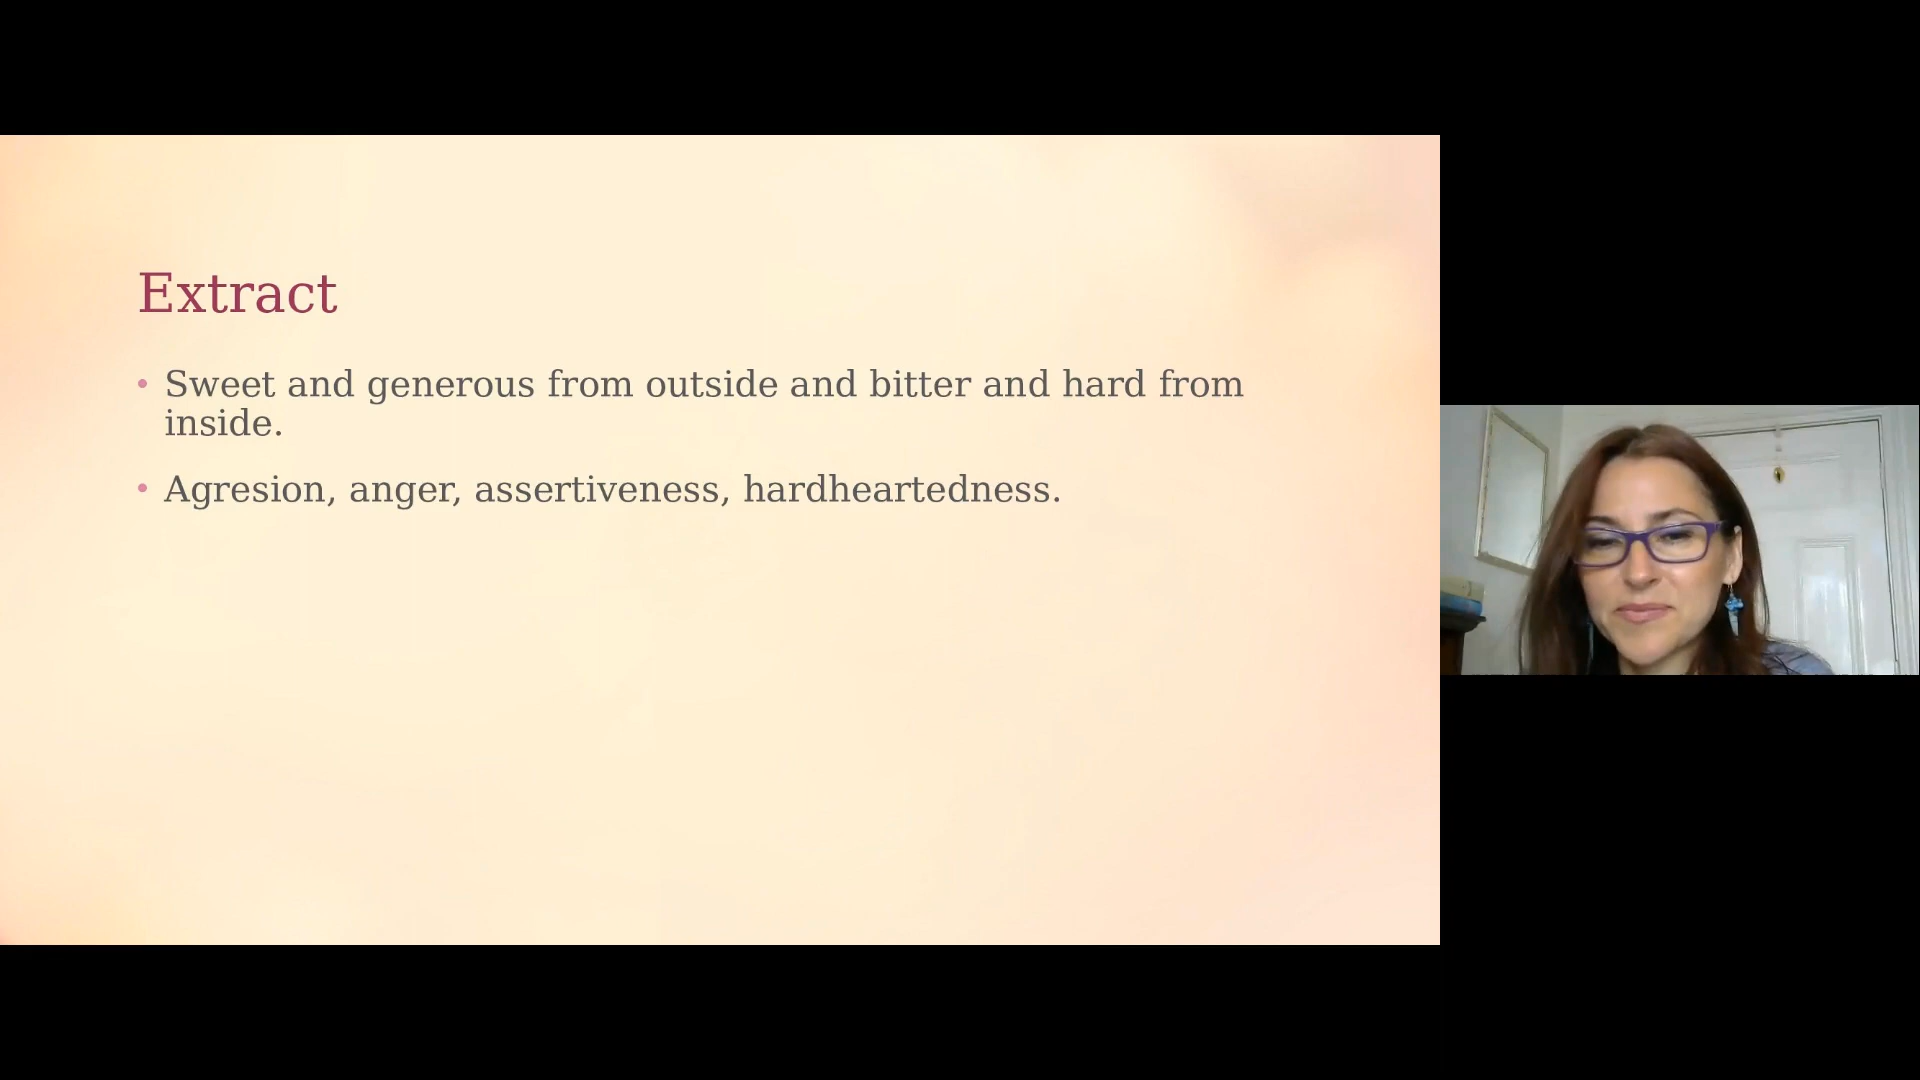 Extract
• Sweet and generous from outside and bitter and hard from
inside.
• Agresion, anger, assertiveness, hardheartedness.